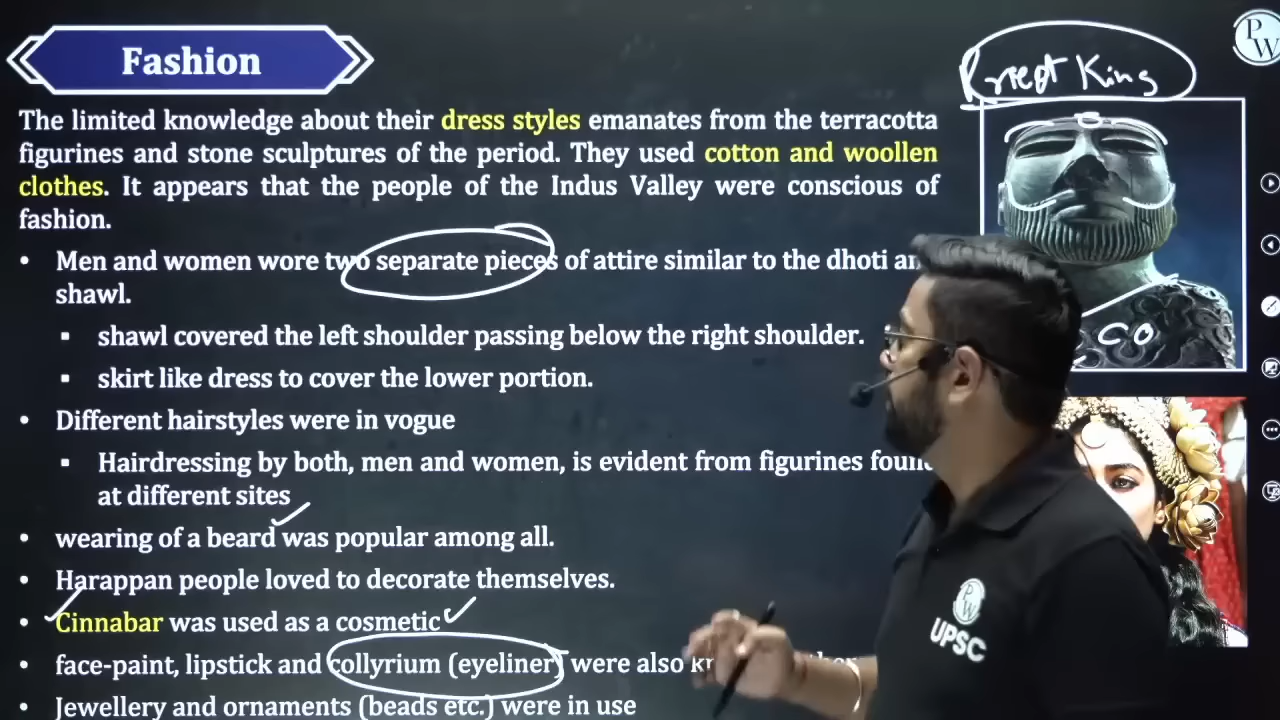 Fashion
Priest King
P
W
The limited knowledge about their dress styles emanates from the terracotta
figurines and stone sculptures of the period. They used cotton and woollen
clothes. It appears that the people of the Indus Valley were conscious of
fashion.
• Men and women wore two separate pieces of attire similar to the dhoti an
shawl.
▪ shawl covered the left shoulder passing below the right shoulder.
CO
▪ skirt like dress to cover the lower portion.
• Different hairstyles were in vogue
▪ Hairdressing by both, men and women, is evident from figurines foun
at different sites
• wearing of a beard was popular among all.
• Harappan people loved to decorate themselves.
• Cinnabar was used as a cosmetic
PW
UPSC
• face-paint, lipstick and collyrium (eyeliner) were also
• Jewellery and ornaments (beads etc.) were in use